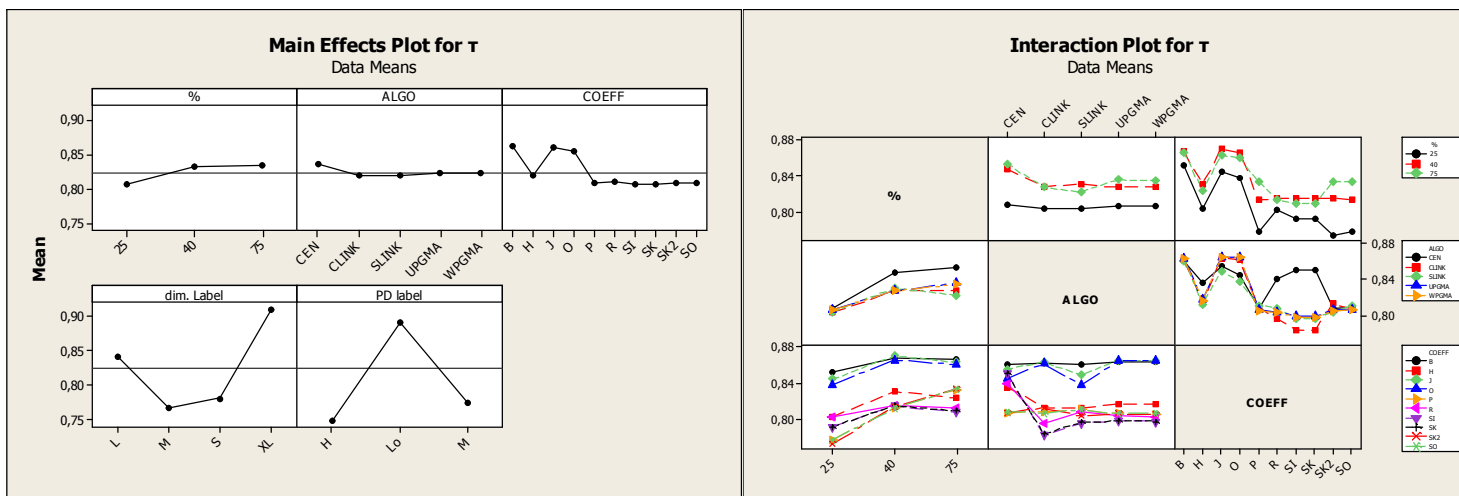 Main Effects Plot for τ
Data Means
Mean
% ALGO COEFF
0,90
0,85
0,80
0,75
25 40 75 CEN CLINK SLINK UPGMA WPGMA B H J O P R SI SK SK2 SO
dim. Label PD label
0,90
0,85
0,80
0,75
L M S XL H Lo M
Interaction Plot for τ
Data Means
CEN CLINK SLINK UPGMA WPGMA
0,88
0,84
0,80
%
%
25
40
75
ALGO
0,88
0,84
0,80
ALGO
CEN
CLINK
SLINK
UPGMA
WPGMA
0,88
0,84
0,80
COEFF
COEFF
B
H
J
O
P
R
SI
SK
SK2
SO
25 40 75 B H J O P R SI SK SK2 SO